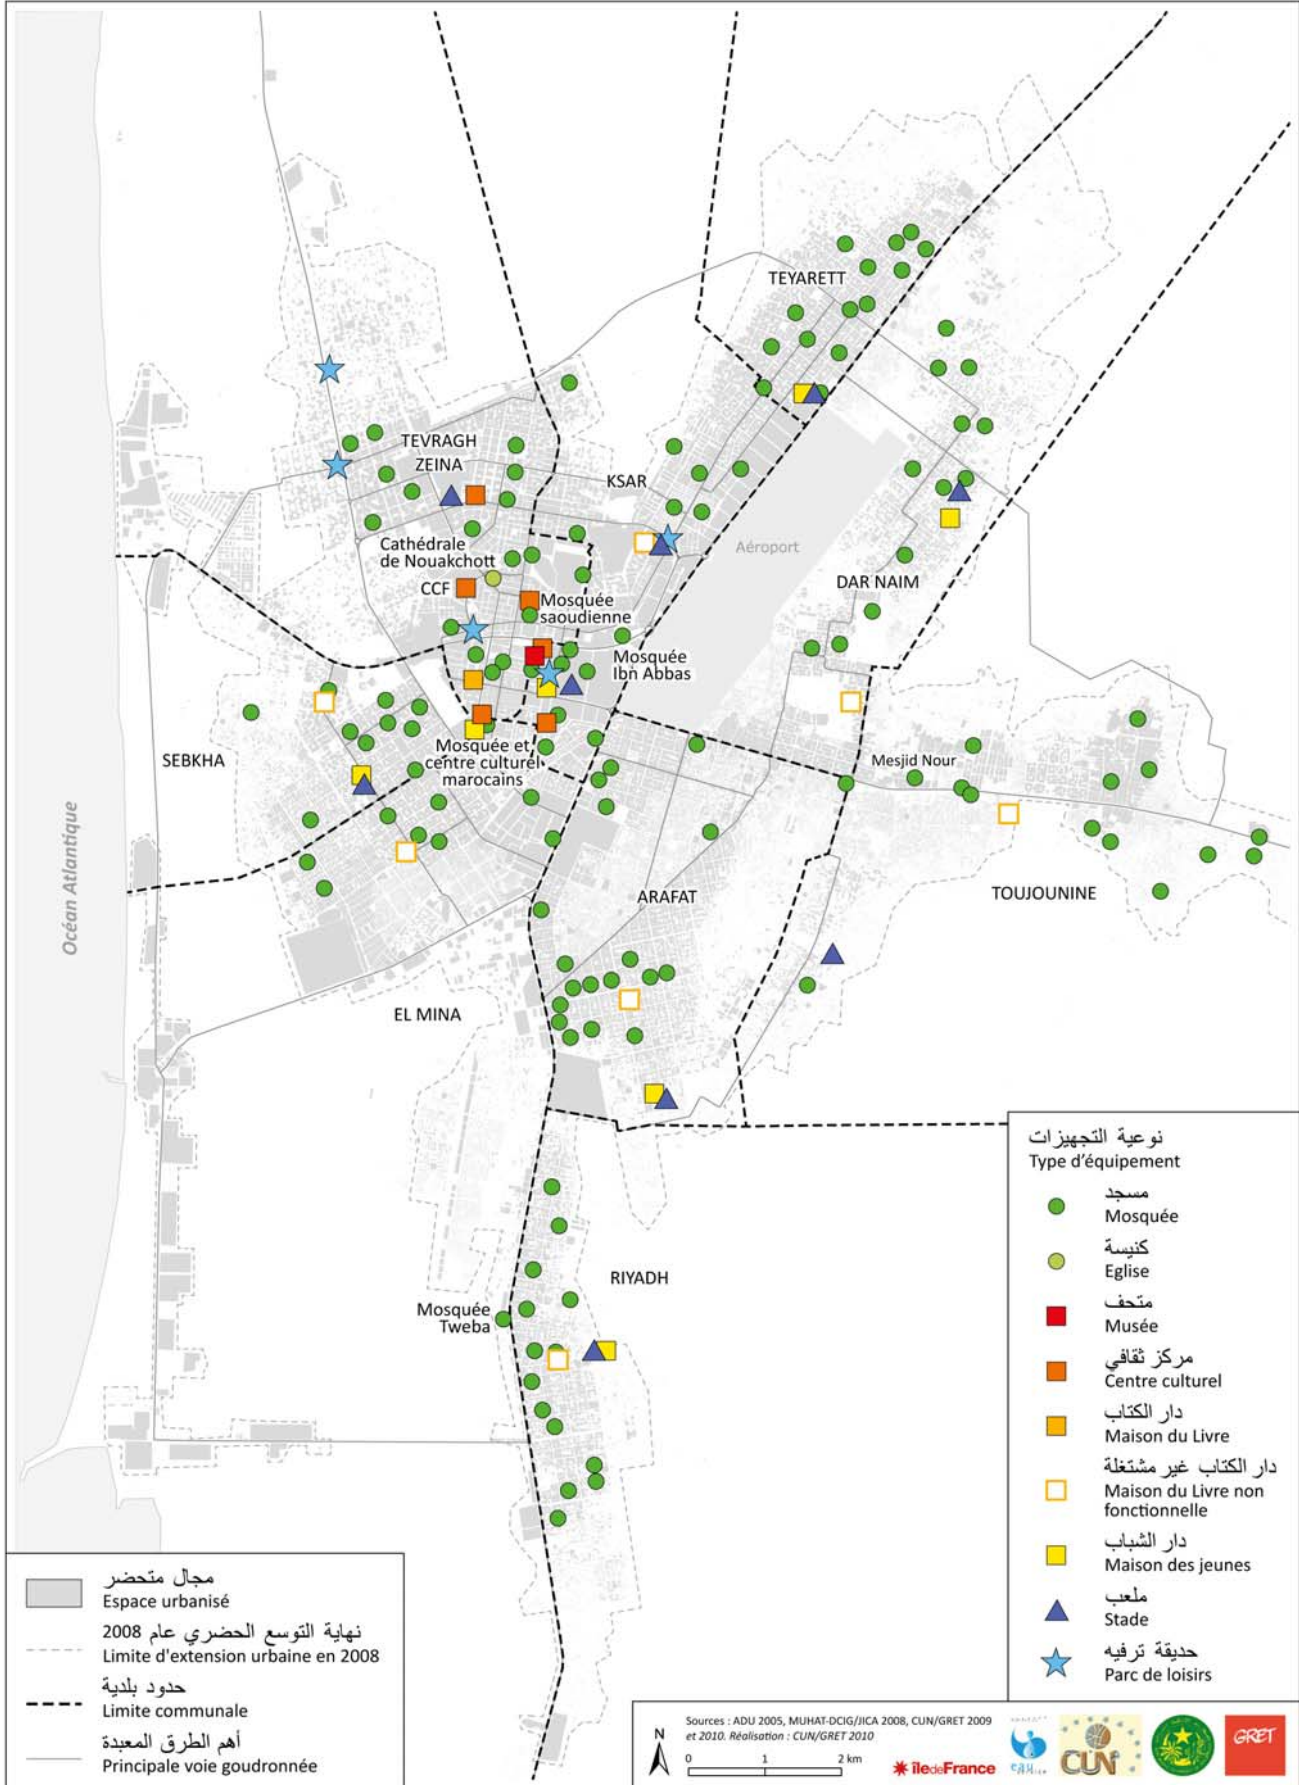 TEYARETT
TEVRAGH
ZEINA
KSAR
Cathédrale
de Nouakchott
Aéroport
DAR NAIM
CCF
Mosquée
saoudienne
Mosquée
Ibn Abbas
SEBKHA
Mosquée et
centre culturel
marocains
Mesjid Nour
Océan Atlantique
ARAFAT
TOUJOUNINE
EL MINA
RIYADH
Mosquée
Tweba
نوعية التجهيزات
Type d'équipement
مسجد
Mosquée
كنيسة
Eglise
متحف
Musée
مركز ثقافي
Centre culturel
دار الكتاب
Maison du Livre
دار الكتاب غير مشتغلة
Maison du Livre non
fonctionnelle
دار الشباب
Maison des jeunes
ملعب
Stade
حديقة ترفيه
Parc de loisirs
مجال متحضر
Espace urbanisé
نهاية التوسع الحضري عام 2008
Limite d'extension urbaine en 2008
حدود بلدية
Limite communale
أهم الطرق المعبدة
Principale voie goudronnée
N
Sources : ADU 2005, MUHAT-DCIG/JICA 2008, CUN/GRET 2009
et 2010. Réalisation : CUN/GRET 2010
0 1 2 km
îledeFrance
CUN
GRET